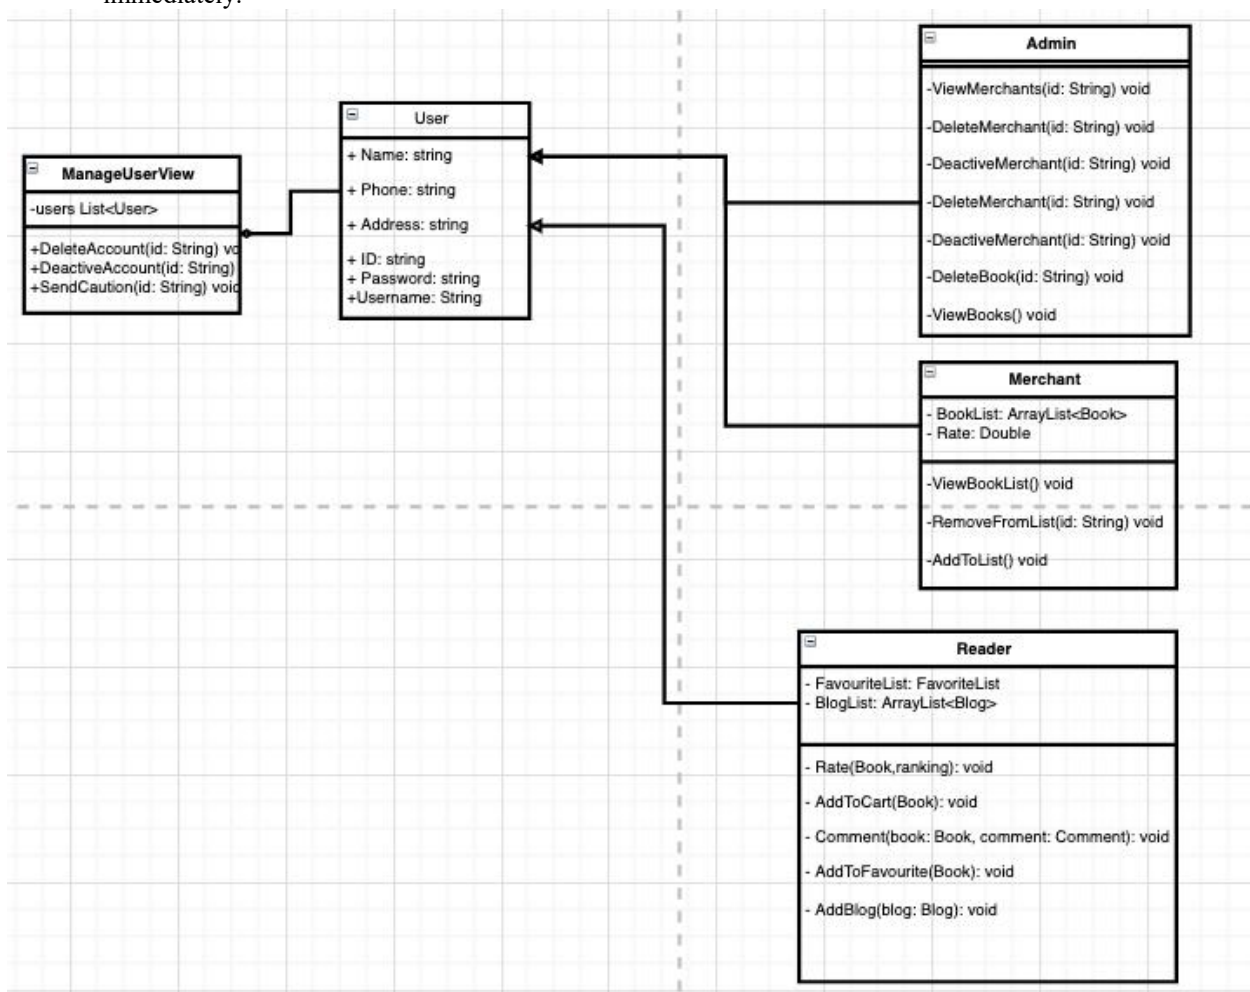 immediately.
Admin
-ViewMerchants(id: String) void
-DeleteMerchant(id: String) void
-DeactiveMerchant(id: String) void
-DeleteMerchant(id: String) void
-DeactiveMerchant(id: String) void
-DeleteBook(id: String) void
-ViewBooks() void
User
+ Name: string
+ Phone: string
+ Address: string
+ ID: string
+ Password: string
+Username: String
ManageUserView
-users List<User>
+DeleteAccount(id: String) vo
+DeactiveAccount(id: String)
+SendCaution(id: String) void
Merchant
- BookList: ArrayList<Book>
- Rate: Double
-ViewBookList() void
-RemoveFromList(id: String) void
-AddToList() void
Reader
- FavouriteList: FavoriteList
- BlogList: ArrayList<Blog>
- Rate(Book,ranking): void
- AddToCart(Book): void
- Comment(book: Book, comment: Comment): void
- AddToFavourite(Book): void
- AddBlog(blog: Blog): void